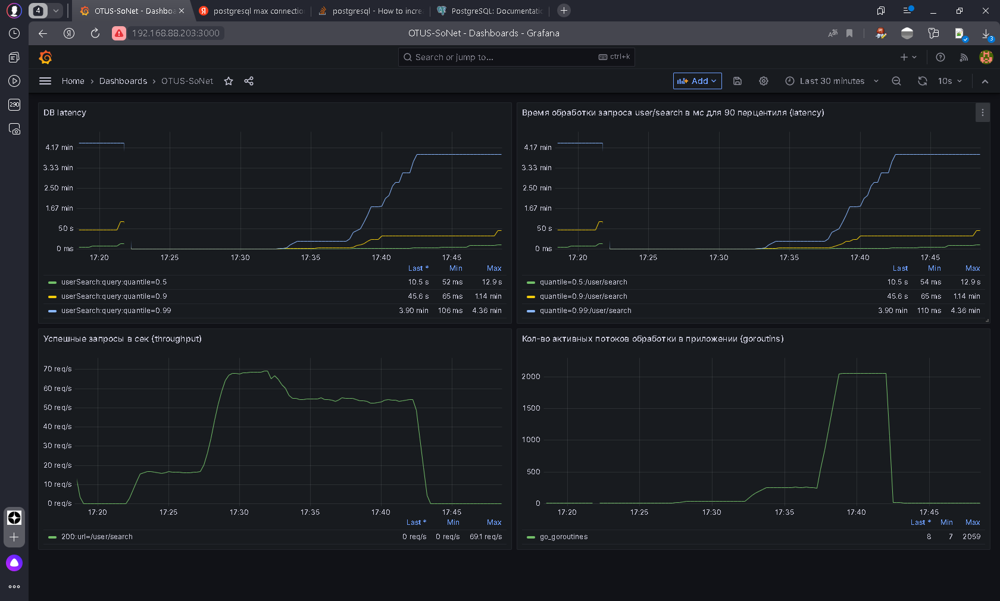 4
OTUS-SoNet - Dashboa
postgresql max connectio
postgresql - How to incre
PostgreSQL: Documentatio
192.168.88.203:3000
OTUS-SoNet - Dashboards - Grafana
3
290
Search or jump to...
ctrl+k
Home › Dashboards › OTUS-SoNet
Add
Last 30 minutes
10s
DB latency
4.17 min
3.33 min
2.50 min
1.67 min
50 s
0 ms
17:20 17:25 17:30 17:35 17:40 17:45
Last * Min Max
userSearch:query:quantile=0.5 10.5 s 52 ms 12.9 s
userSearch:query:quantile=0.9 45.6 s 65 ms 1.14 min
userSearch:query:quantile=0.99 3.90 min 106 ms 4.36 min
Время обработки запроса user/search в мс для 90 перцентиля (latency)
4.17 min
3.33 min
2.50 min
1.67 min
50 s
0 ms
17:20 17:25 17:30 17:35 17:40 17:45
Last Min Max
quantile=0.5:/user/search 10.5 s 54 ms 12.9 s
quantile=0.9:/user/search 45.6 s 65 ms 1.14 min
quantile=0.99:/user/search 3.90 min 110 ms 4.36 min
Успешные запросы в сек (throughput)
70 req/s
60 req/s
50 req/s
40 req/s
30 req/s
20 req/s
10 req/s
0 req/s
17:20 17:25 17:30 17:35 17:40 17:45
Last * Min Max
200:url=/user/search 0 req/s 0 req/s 69.1 req/s
Кол-во активных потоков обработки в приложении (goroutins)
2000
1500
1000
500
0
17:20 17:25 17:30 17:35 17:40 17:45
Last * Min Max
go_goroutines 8 7 2059